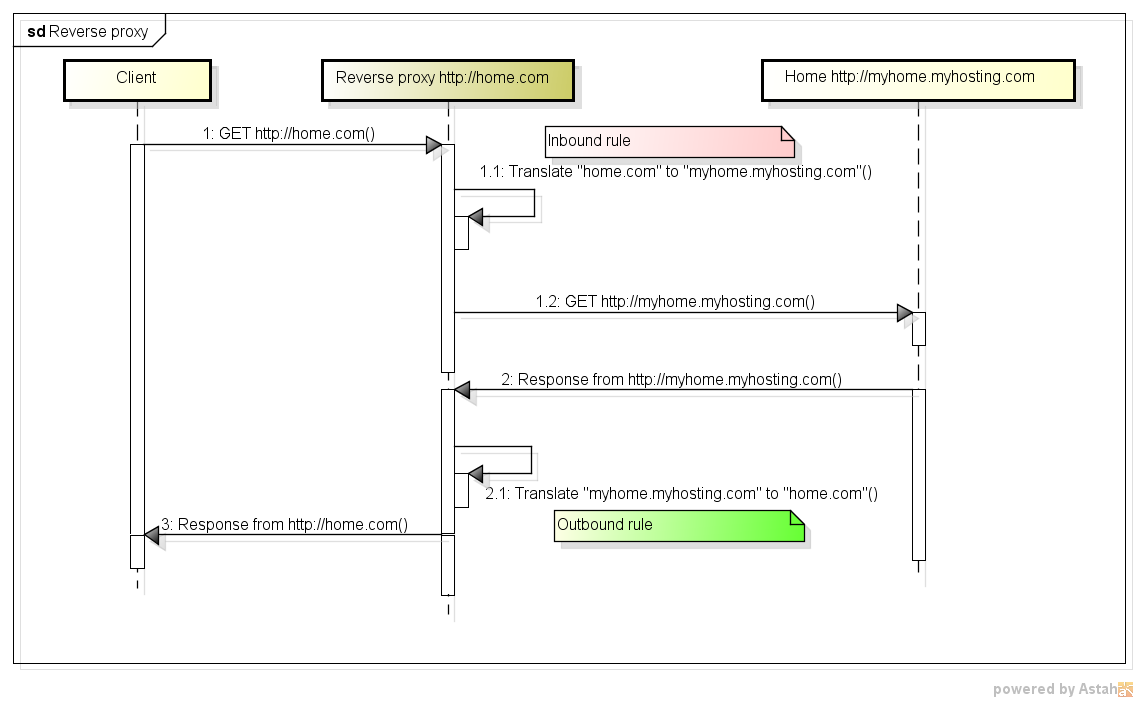 sd Reverse proxy
Client
Reverse proxy http://home.com
Home http://myhome.myhosting.com
1: GET http://home.com()
Inbound rule
1.1: Translate "home.com" to "myhome.myhosting.com"()
1.2: GET http://myhome.myhosting.com()
2: Response from http://myhome.myhosting.com()
2.1: Translate "myhome.myhosting.com" to "home.com"()
3: Response from http://home.com()
Outbound rule
powered by Astah